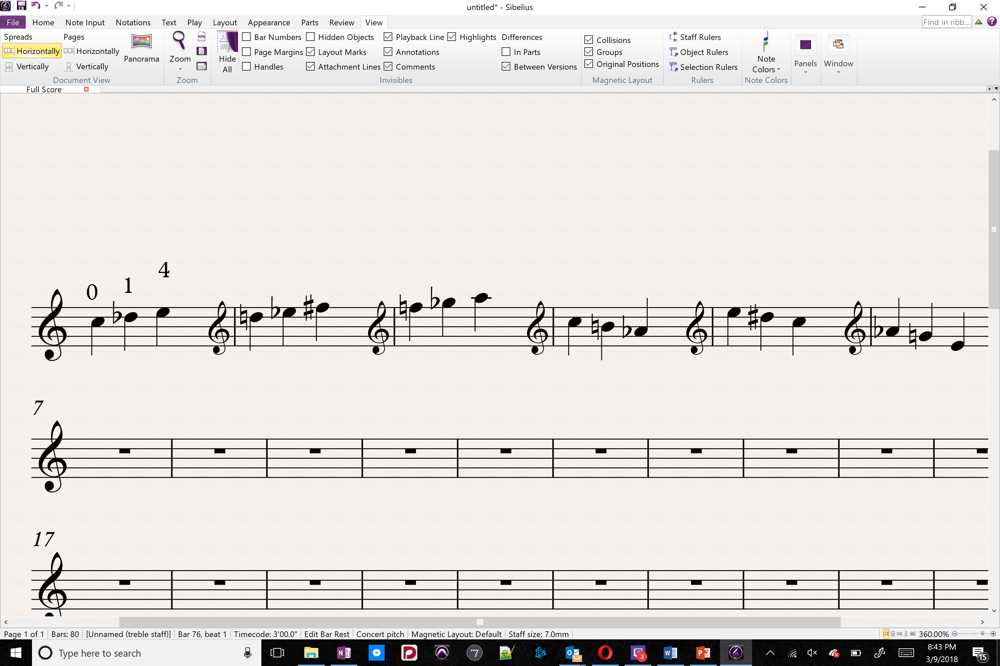 untitled* - Sibelius
File Home Note Input Notations Text Play Layout Appearance Parts Review View Find in ribb...
Spreads Pages
Horizontally Horizontally
Vertically Vertically
Panorama
Document View
Zoom
100%
Zoom
Hide All
Bar Numbers Hidden Objects Playback Line Highlights Differences
Page Margins Layout Marks Annotations In Parts
Handles Attachment Lines Comments Between Versions
Invisibles
Collisions
Groups
Original Positions
Magnetic Layout
Staff Rulers
Object Rulers
Selection Rulers
Rulers
Note
Colors
Note Colors
Panels
Window
Full Score
0 1 4
7
17
Page 1 of 1 Bars: 80 [Unnamed (treble staff)] Bar 76, beat 1 Timecode: 3'00.0" Edit Bar Rest Concert pitch Magnetic Layout: Default Staff size: 7.0mm 360.00%
Type here to search
3
8:43 PM
3/9/2018
15